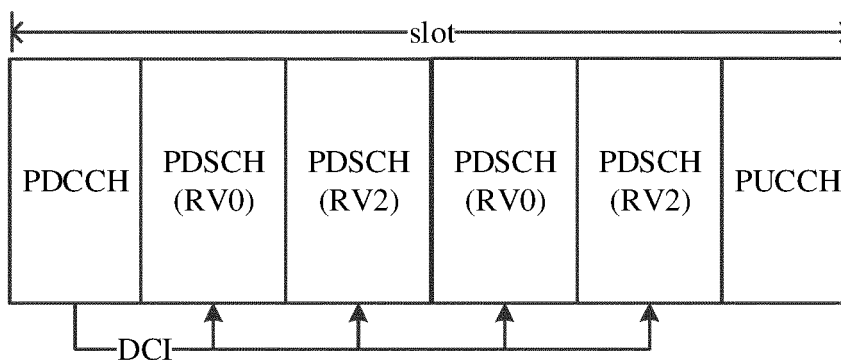 slot
PDCCH
PDSCH
(RV0)
PDSCH
(RV2)
PDSCH
(RV0)
PDSCH
(RV2)
PUCCH
DCI